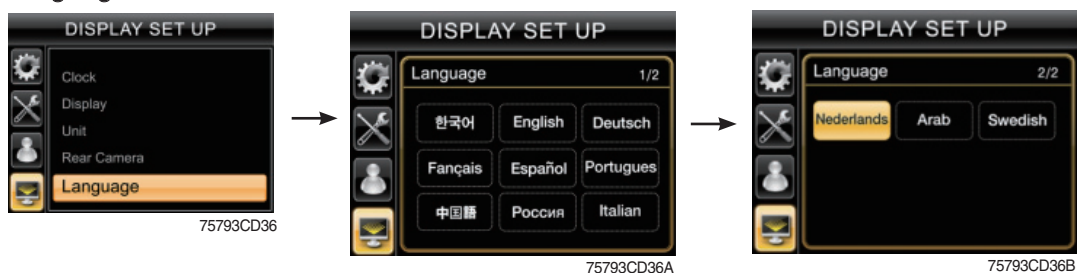 DISPLAY SET UP
Clock
Display
Unit
Rear Camera
Language
75793CD36
DISPLAY SET UP
Language 1/2
한국어 English Deutsch
Fançais Español Portugues
中国語 Россия Italian
75793CD36A
DISPLAY SET UP
Language 2/2
Nederlands Arab Swedish
75793CD36B